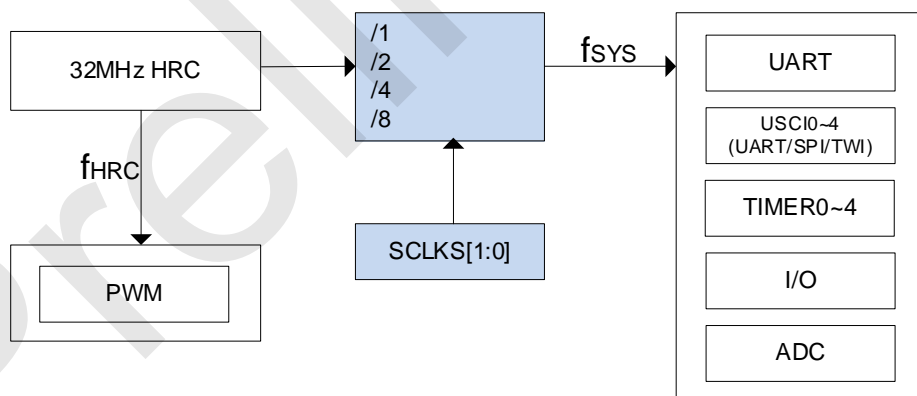 32MHz HRC
/1
/2
/4
/8
fSYS
UART
USCI0~4
(UART/SPI/TWI)
fHRC
TIMER0~4
SCLKS[1:0]
I/O
PWM
ADC